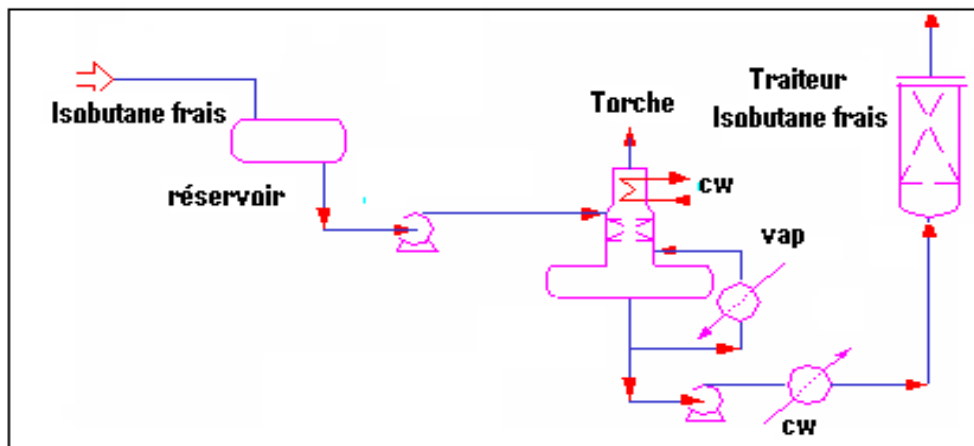 Isobutane frais
réservoir
Torche
cw
vap
cw
Traiteur
Isobutane frais